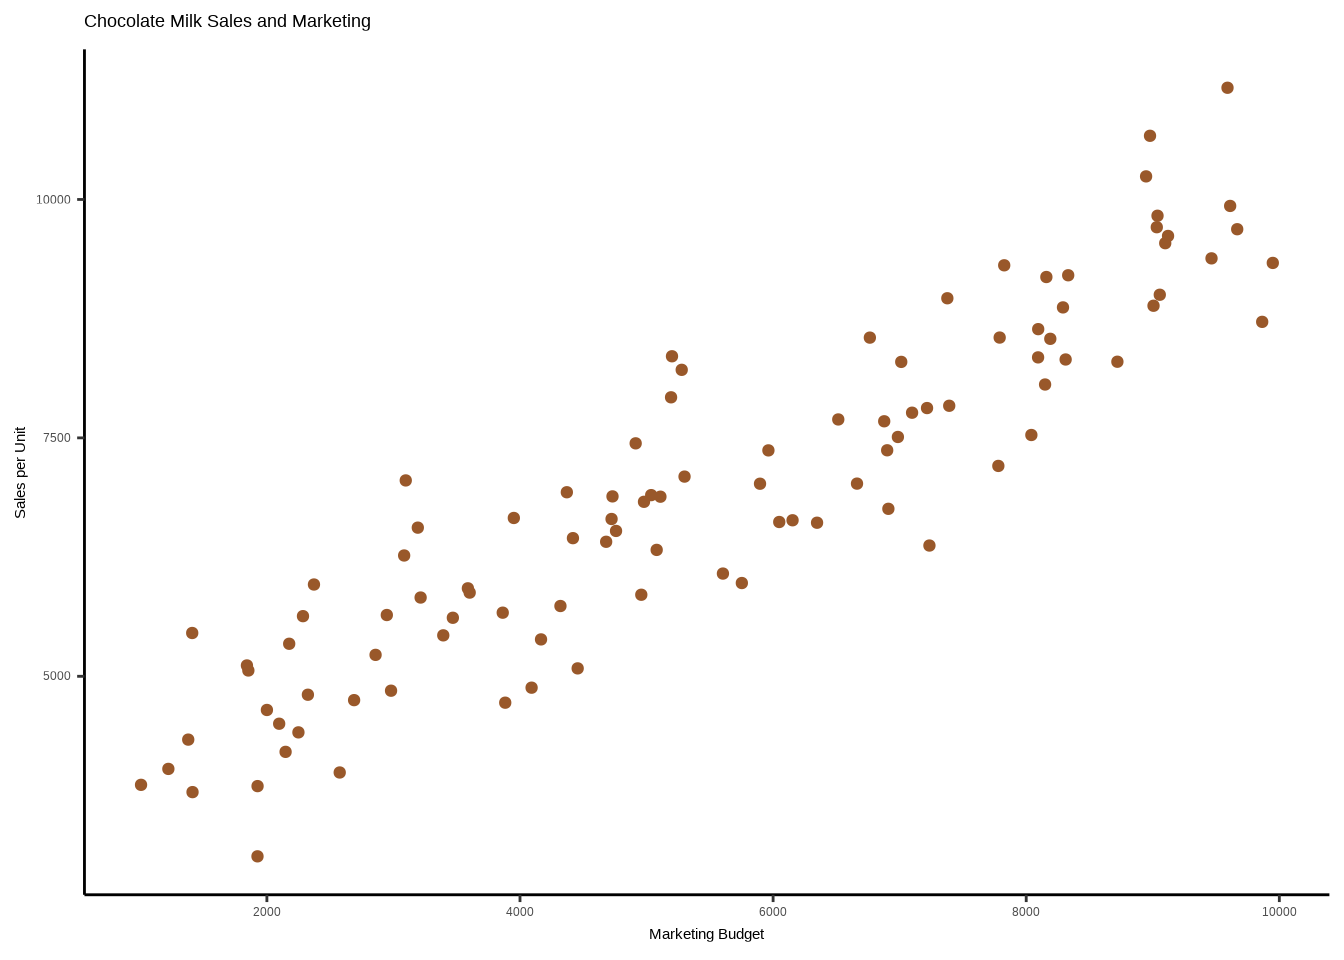 Chocolate Milk Sales and Marketing
10000
7500
5000
Sales per Unit
2000 4000 6000 8000 10000
Marketing Budget